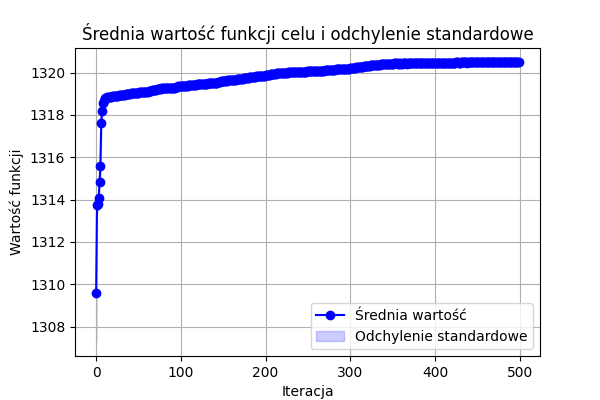 Średnia wartość funkcji celu i odchylenie standardowe
Wartość funkcji
1320
1318
1316
1314
1312
1310
1308
Średnia wartość
Odchylenie standardowe
0 100 200 300 400 500
Iteracja